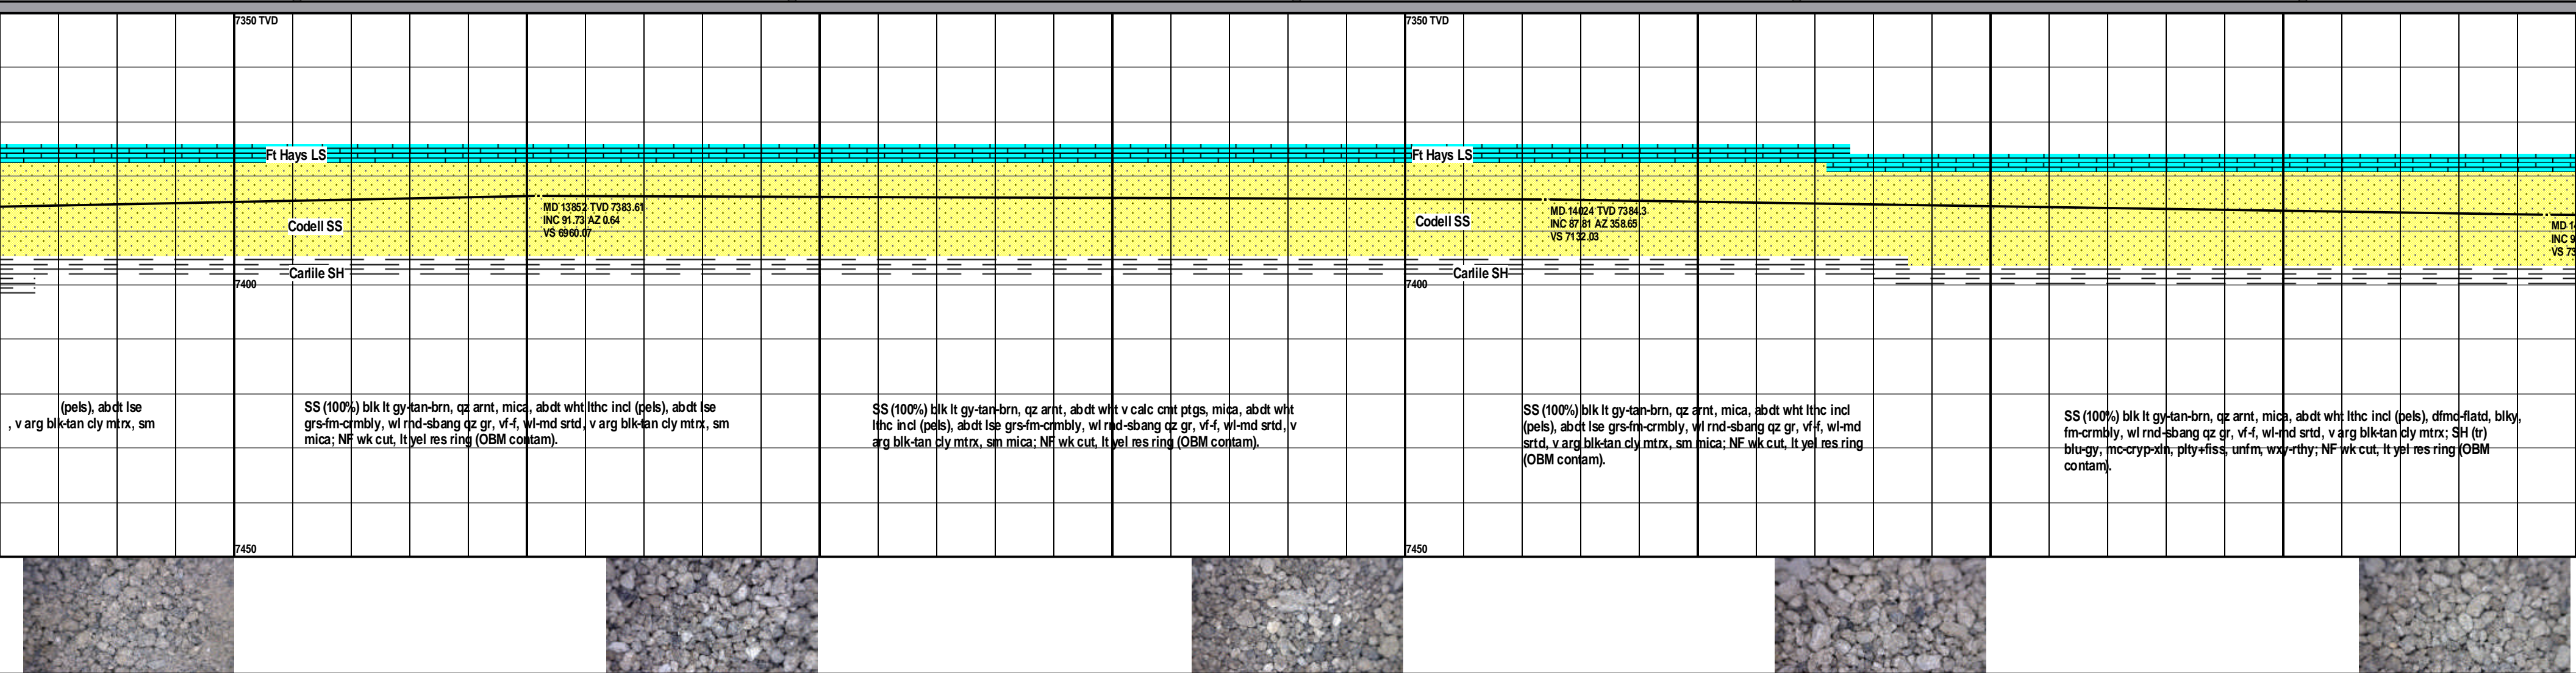 7350 TVD
7350 TVD
Ft Hays LS
Ft Hays LS
MD 13852 TVD 7383.61
INC 91.73 AZ 0.64
VS 6960.07
MD 14024 TVD 7384.3
INC 87.81 AZ 358.65
VS 7132.03
MD 14
INC 9
VS 73
Codell SS
Codell SS
Carlile SH
Carlile SH
7400
7400
(pels), abdt lse
, v arg blk-tan cly mtrx, sm
SS (100%) blk lt gy-tan-brn, qz arnt, mica, abdt wht lthc incl (pels), abdt lse
grs-fm-crmbly, wl rnd-sbang qz gr, vf-f, wl-md srtd, v arg blk-tan cly mtrx, sm
mica; NF wk cut, lt yel res ring (OBM contam).
SS (100%) blk lt gy-tan-brn, qz arnt, abdt wht v calc cmt ptgs, mica, abdt wht
lthc incl (pels), abdt lse grs-fm-crmbly, wl rnd-sbang qz gr, vf-f, wl-md srtd, v
arg blk-tan cly mtrx, sm mica; NF wk cut, lt yel res ring (OBM contam).
SS (100%) blk lt gy-tan-brn, qz arnt, mica, abdt wht lthc incl
(pels), abdt lse grs-fm-crmbly, wl rnd-sbang qz gr, vf-f, wl-md
srtd, v arg blk-tan cly mtrx, sm mica; NF wk cut, lt yel res ring
(OBM contam).
SS (100%) blk lt gy-tan-brn, qz arnt, mica, abdt wht lthc incl (pels), dfmd-flatd, blky,
fm-crmbly, wl rnd-sbang qz gr, vf-f, wl-md srtd, v arg blk-tan cly mtrx; SH (tr)
blu-gy, mc-cryp-xln, plty+fiss, unfm, wxy-rthy; NF wk cut, lt yel res ring (OBM
contam).
7450
7450